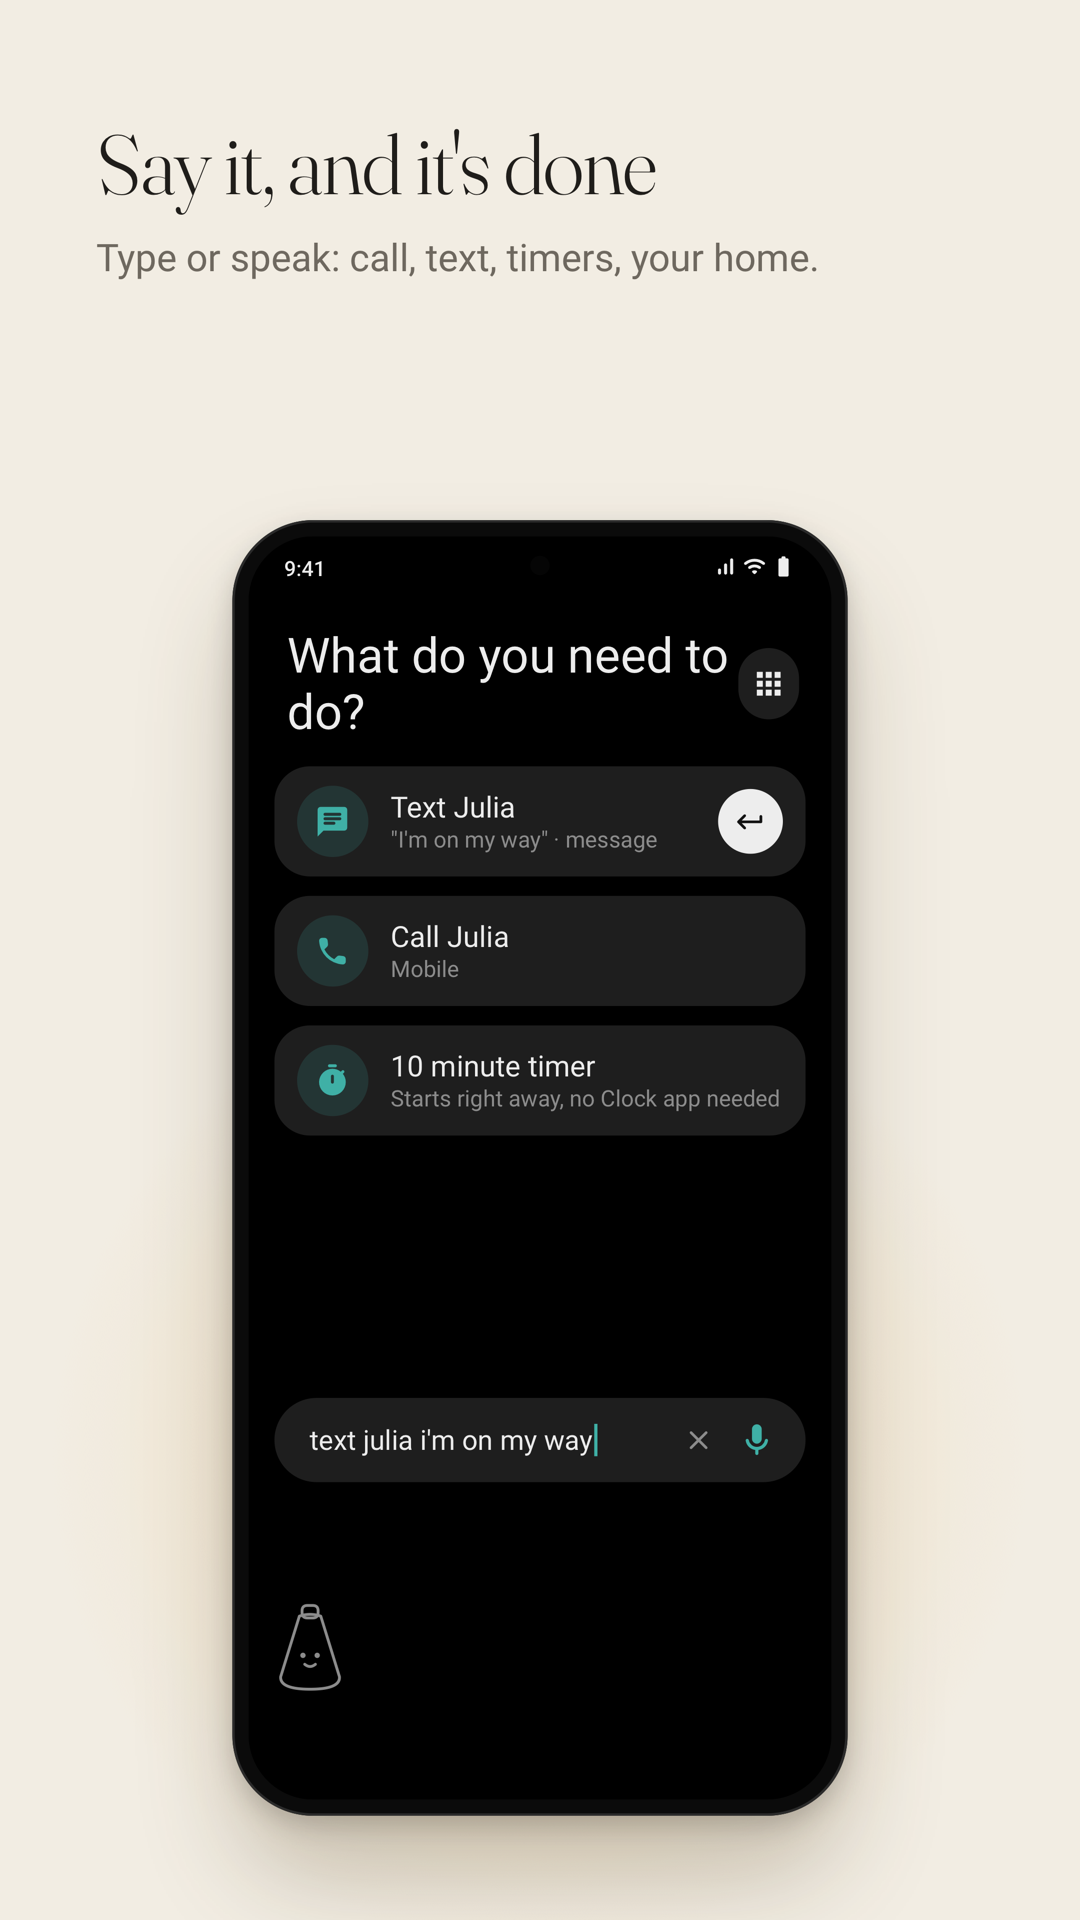 Say it, and it's done
Type or speak: call, text, timers, your home.
9:41
What do you need to
do?
Text Julia
"I'm on my way" · message
Call Julia
Mobile
10 minute timer
Starts right away, no Clock app needed
text julia i'm on my way